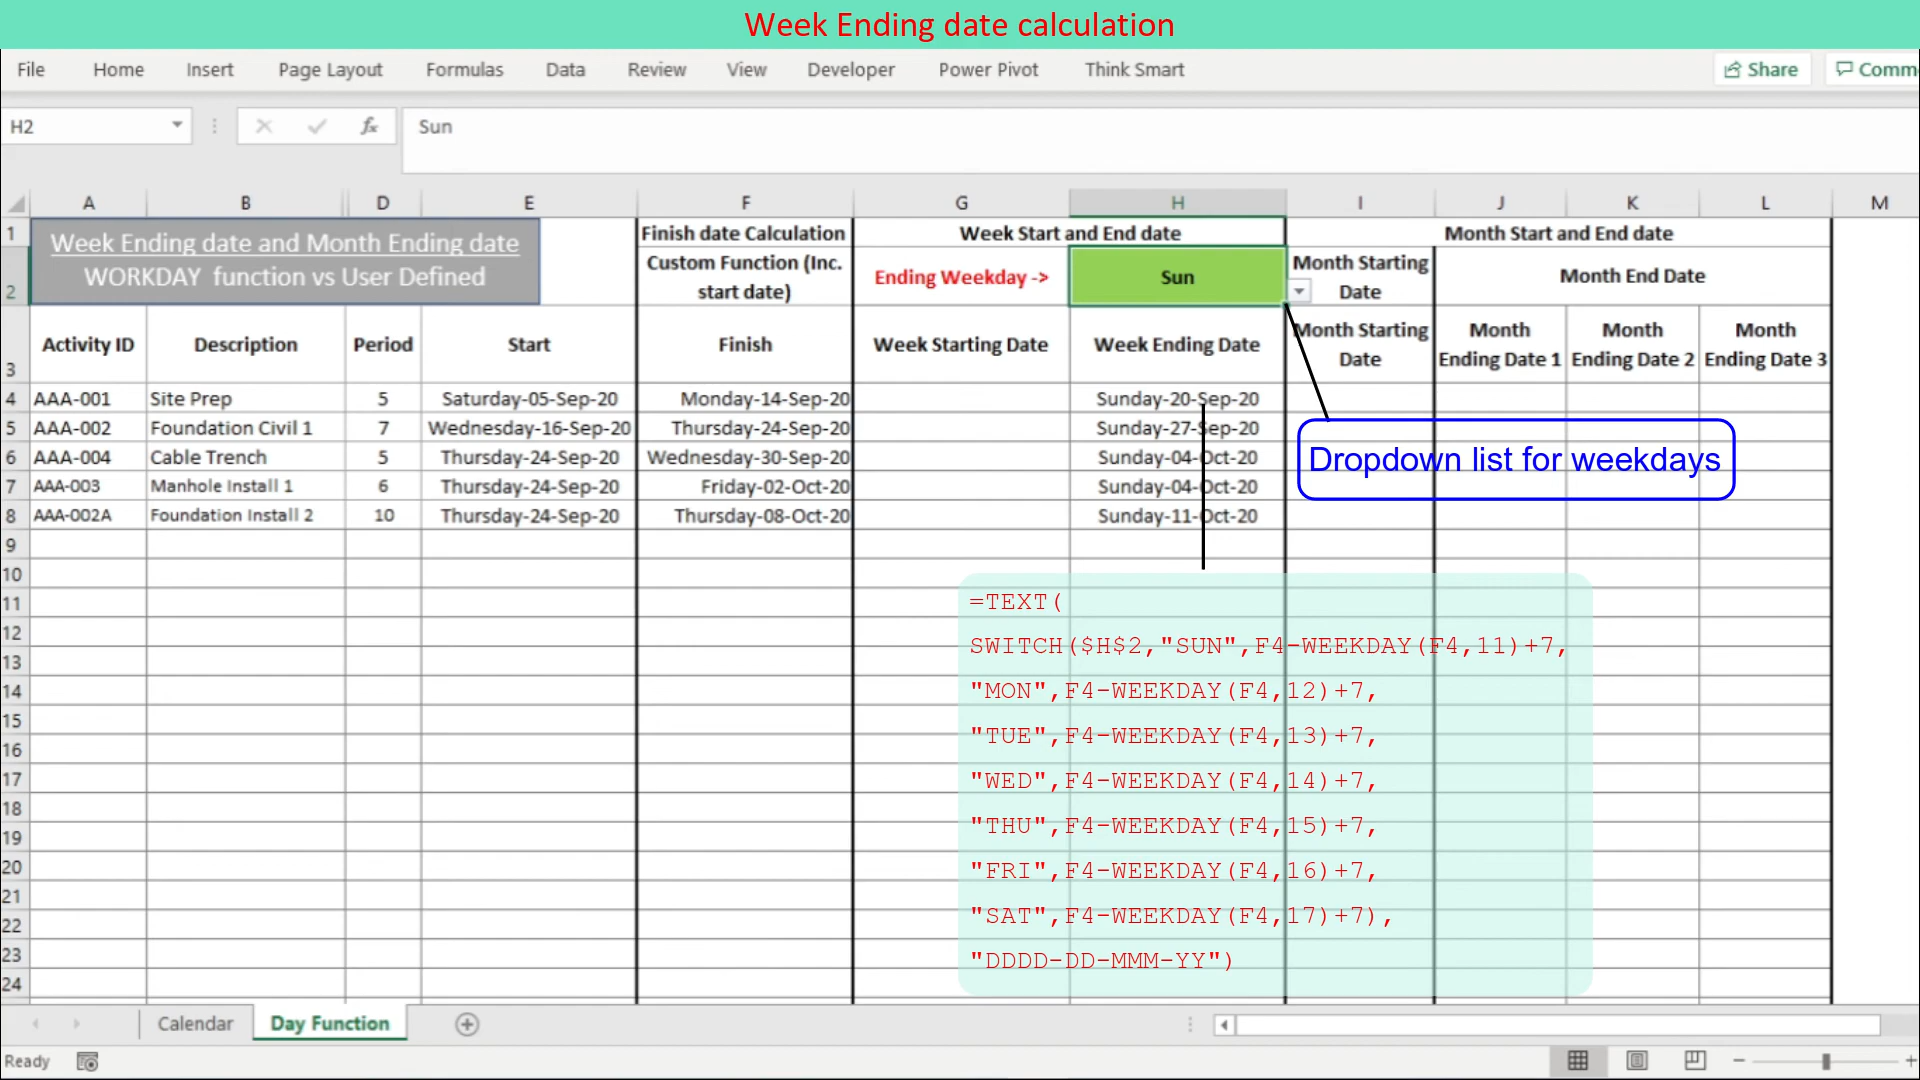 Week Ending date calculation
File Home Insert Page Layout Formulas Data Review View Developer Power Pivot Think Smart Share Comm
H2 fx Sun
A B D E F G H I J K L M
1 Finish date Calculation Week Start and End date Month Start and End date
Week Ending date and Month Ending date
WORKDAY function vs User Defined
2 Custom Function (Inc. start date) Ending Weekday -> Sun Month Starting Date Month End Date
3 Activity ID Description Period Start Finish Week Starting Date Week Ending Date Month Starting Date Month Ending Date 1 Month Ending Date 2 Month Ending Date 3
4 AAA-001 Site Prep 5 Saturday-05-Sep-20 Monday-14-Sep-20 Sunday-20-Sep-20
5 AAA-002 Foundation Civil 1 7 Wednesday-16-Sep-20 Thursday-24-Sep-20 Sunday-27-Sep-20
6 AAA-004 Cable Trench 5 Thursday-24-Sep-20 Wednesday-30-Sep-20 Sunday-04-Oct-20
7 AAA-003 Manhole Install 1 6 Thursday-24-Sep-20 Friday-02-Oct-20 Sunday-04-Oct-20
8 AAA-002A Foundation Install 2 10 Thursday-24-Sep-20 Thursday-08-Oct-20 Sunday-11-Oct-20
Dropdown list for weekdays
9
10
11
12
13
14
15
16
17
18
19
20
21
22
23
24
=TEXT(
SWITCH($H$2,"SUN",F4-WEEKDAY(F4,11)+7,
"MON",F4-WEEKDAY(F4,12)+7,
"TUE",F4-WEEKDAY(F4,13)+7,
"WED",F4-WEEKDAY(F4,14)+7,
"THU",F4-WEEKDAY(F4,15)+7,
"FRI",F4-WEEKDAY(F4,16)+7,
"SAT",F4-WEEKDAY(F4,17)+7),
"DDDD-DD-MMM-YY")
Calendar Day Function
Ready